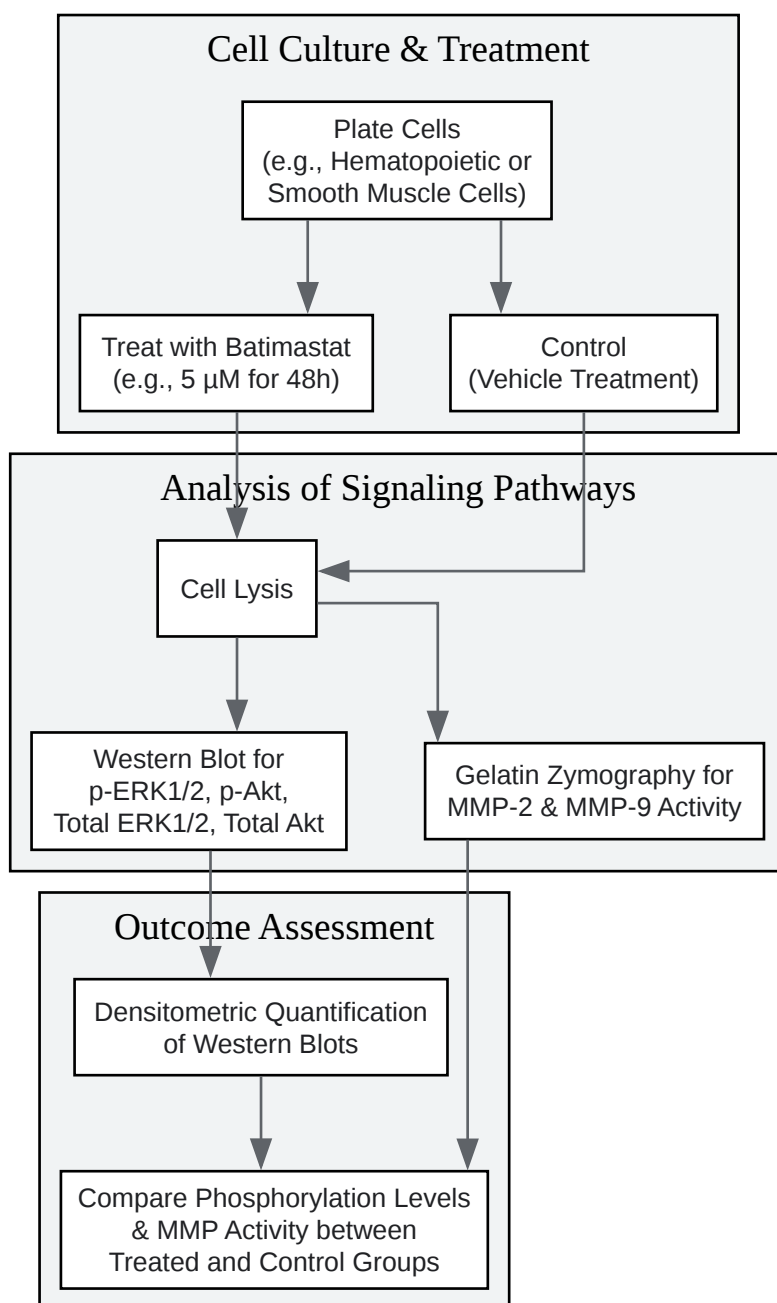 Cell Culture & Treatment
Plate Cells
(e.g., Hematopoietic or
Smooth Muscle Cells)
Treat with Batimastat
(e.g., 5 µM for 48h)
Control
(Vehicle Treatment)
Analysis of Signaling Pathways
Cell Lysis
Western Blot for
p-ERK1/2, p-Akt,
Total ERK1/2, Total Akt
Gelatin Zymography for
MMP-2 & MMP-9 Activity
Outcome Assessment
Densitometric Quantification
of Western Blots
Compare Phosphorylation Levels
& MMP Activity between
Treated and Control Groups